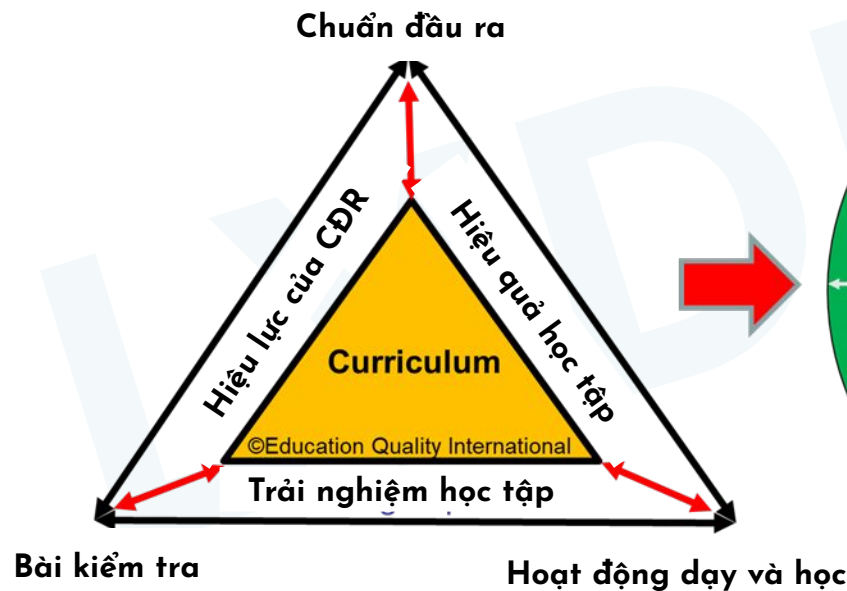 Chuẩn đầu ra
Hiệu lực của CĐR
Hiệu quả học tập
Curriculum
©Education Quality International
Trải nghiệm học tập
Bài kiểm tra
Hoạt động dạy và học